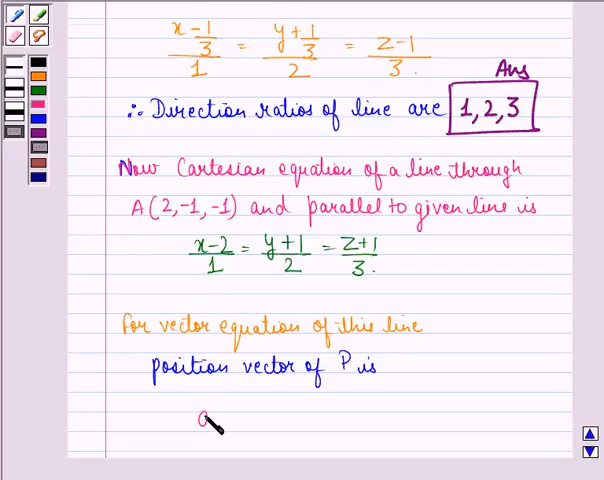 x - 1/3 / 1 = y + 1/3 / 2 = z - 1 / 3.
Ans
∴ Direction ratios of line are 1, 2, 3
Now Cartesian equation of a line through
A(2, -1, -1) and parallel to given line is
x - 2 / 1 = y + 1 / 2 = z + 1 / 3.
For vector equation of this line
position vector of P is